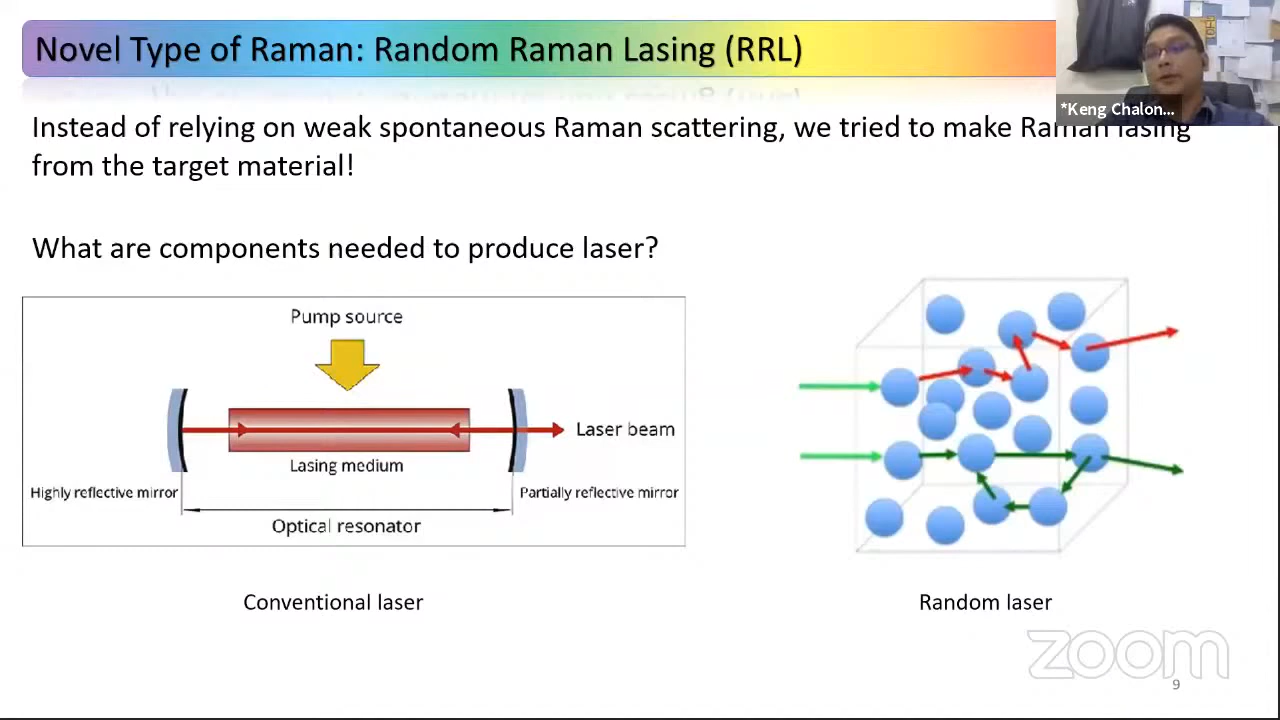 Novel Type of Raman: Random Raman Lasing (RRL)
*Keng Chalon...
Instead of relying on weak spontaneous Raman scattering, we tried to make Raman lasing
from the target material!
What are components needed to produce laser?
Pump source
Laser beam
Lasing medium
Highly reflective mirror
Partially reflective mirror
Optical resonator
Conventional laser
Random laser
zoom
9